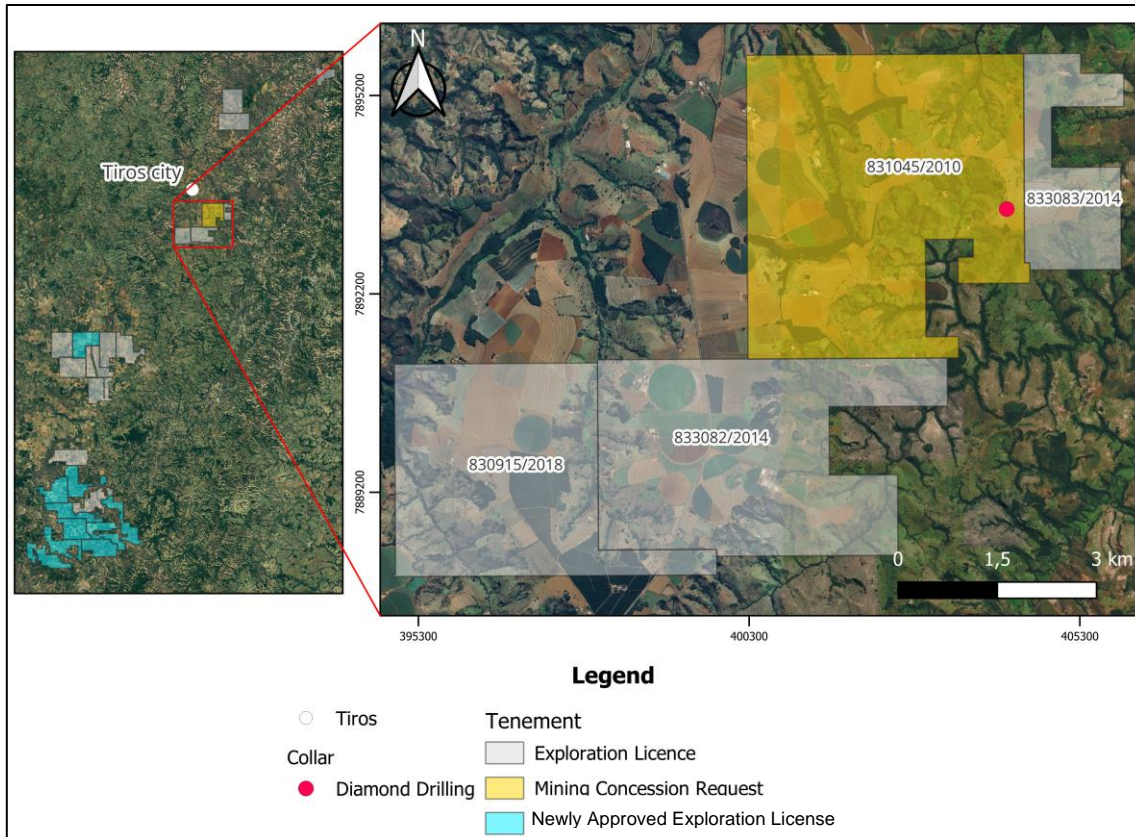 N
Tiros city
7895200
7892200
7889200
831045/2010
833083/2014
833082/2014
830915/2018
0 1,5 3 km
395300 400300 405300
Legend
Tiros
Collar
Diamond Drilling
Tenement
Exploration Licence
Mining Concession Request
Newly Approved Exploration License